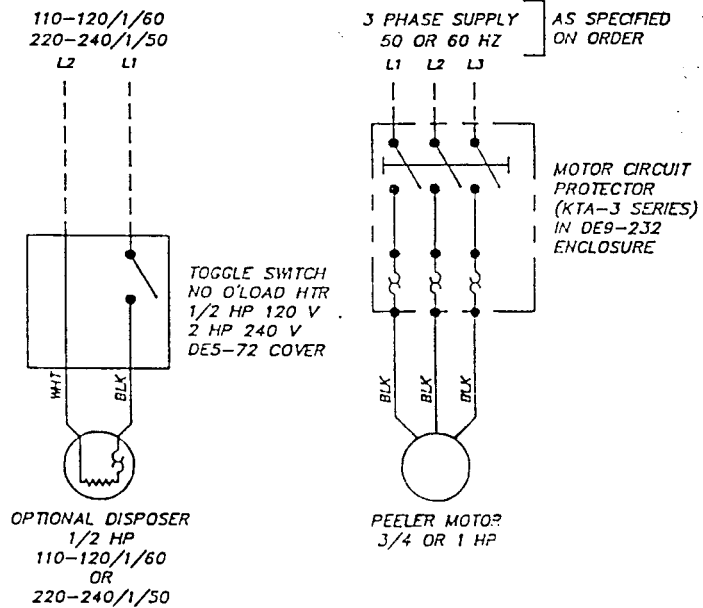 110-120/1/60
220-240/1/50
L2 L1
TOGGLE SWITCH
NO O'LOAD HTR
1/2 HP 120 V
2 HP 240 V
DE5-72 COVER
WHT
BLK
OPTIONAL DISPOSER
1/2 HP
110-120/1/60
OR
220-240/1/50
3 PHASE SUPPLY
50 OR 60 HZ
AS SPECIFIED
ON ORDER
L1 L2 L3
MOTOR CIRCUIT
PROTECTOR
(KTA-3 SERIES)
IN DE9-232
ENCLOSURE
BLK
BLK
BLK
PEELER MOTOR
3/4 OR 1 HP